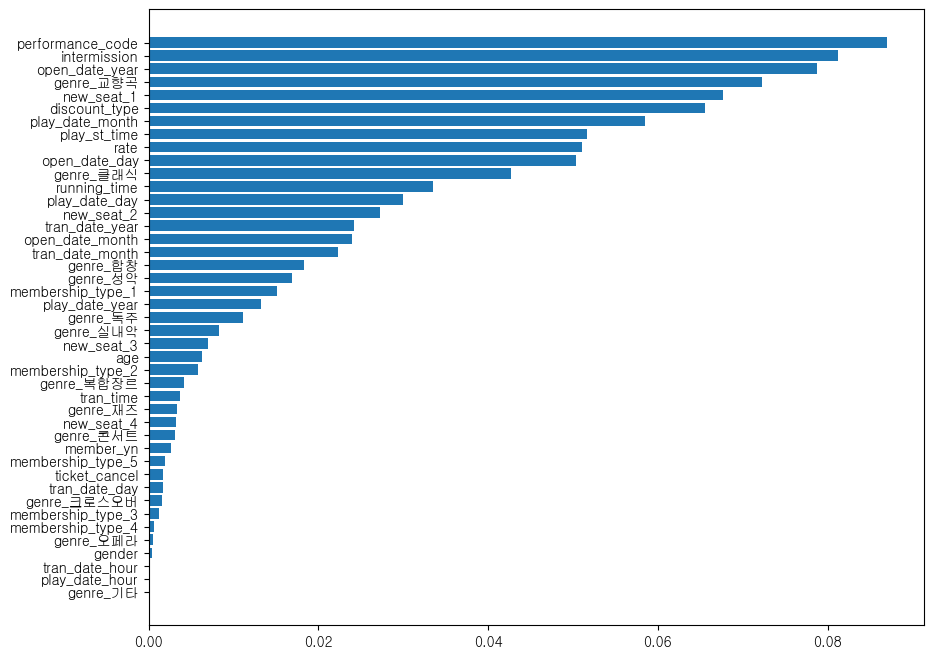 performance_code
intermission
open_date_year
genre_교향곡
new_seat_1
discount_type
play_date_month
play_st_time
rate
open_date_day
genre_클래식
running_time
play_date_day
new_seat_2
tran_date_year
open_date_month
tran_date_month
genre_합창
genre_성악
membership_type_1
play_date_year
genre_독주
genre_실내악
new_seat_3
age
membership_type_2
genre_복합장르
tran_time
genre_재즈
new_seat_4
genre_콘서트
member_yn
membership_type_5
ticket_cancel
tran_date_day
genre_크로스오버
membership_type_3
membership_type_4
genre_오페라
gender
tran_date_hour
play_date_hour
genre_기타
0.00 0.02 0.04 0.06 0.08